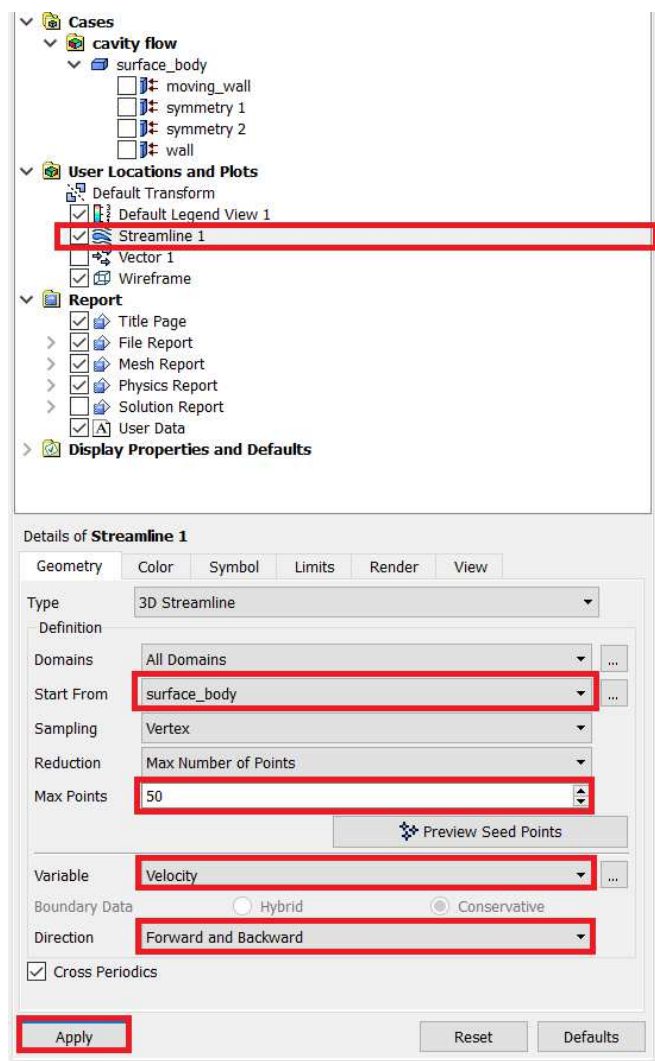 Cases
cavity flow
surface_body
moving_wall
symmetry 1
symmetry 2
wall
User Locations and Plots
Default Transform
Default Legend View 1
Streamline 1
Vector 1
Wireframe
Report
Title Page
File Report
Mesh Report
Physics Report
Solution Report
A User Data
Display Properties and Defaults
Details of Streamline 1
Geometry Color Symbol Limits Render View
Type 3D Streamline
Definition
Domains All Domains ...
Start From surface_body ...
Sampling Vertex
Reduction Max Number of Points
Max Points 50
Preview Seed Points
Variable Velocity ...
Boundary Data Hybrid Conservative
Direction Forward and Backward
Cross Periodics
Apply Reset Defaults